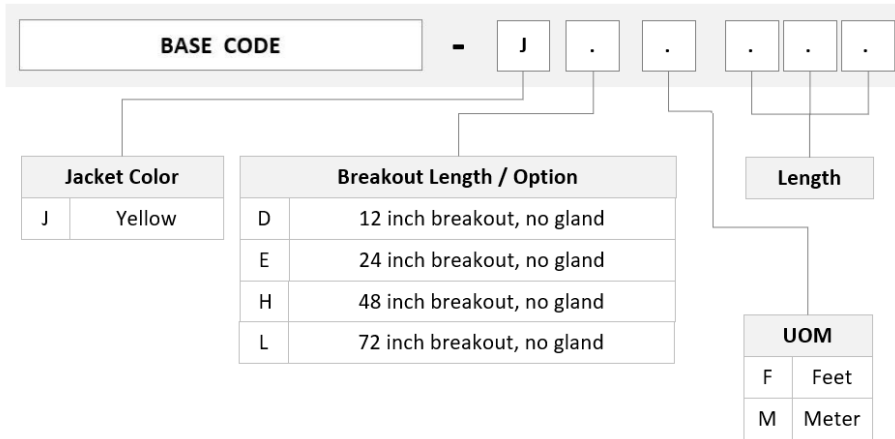 BASE CODE - J . . . . .
Jacket Color
J Yellow
Breakout Length / Option
D 12 inch breakout, no gland
E 24 inch breakout, no gland
H 48 inch breakout, no gland
L 72 inch breakout, no gland
Length
UOM
F Feet
M Meter